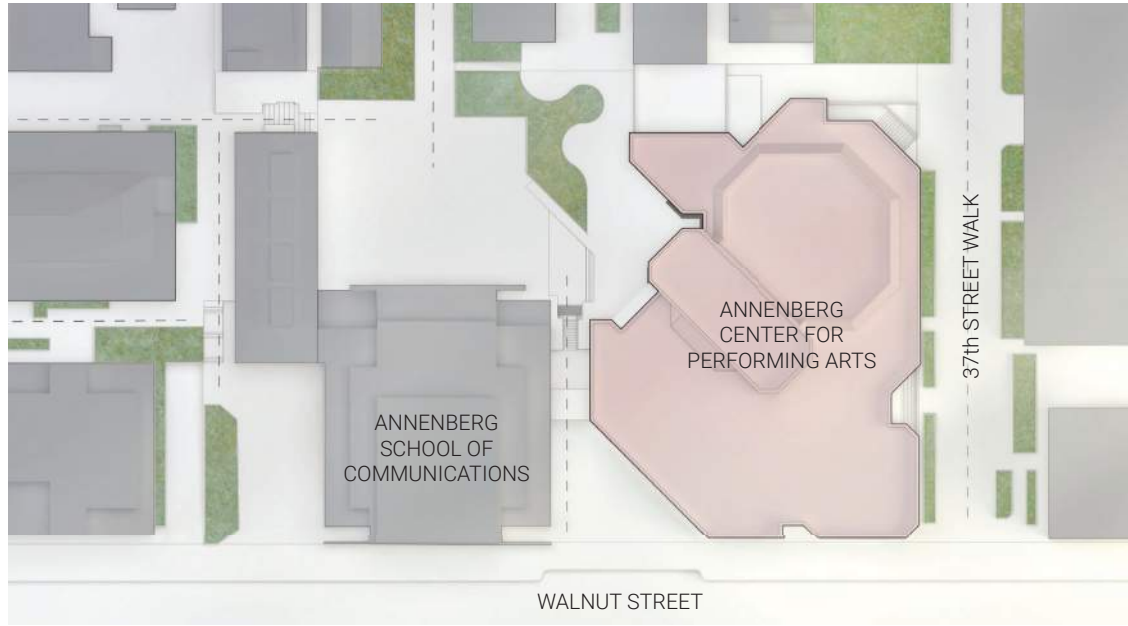 37th STREET WALK
ANNENBERG
CENTER FOR
PERFORMING ARTS
ANNENBERG
SCHOOL OF
COMMUNICATIONS
WALNUT STREET